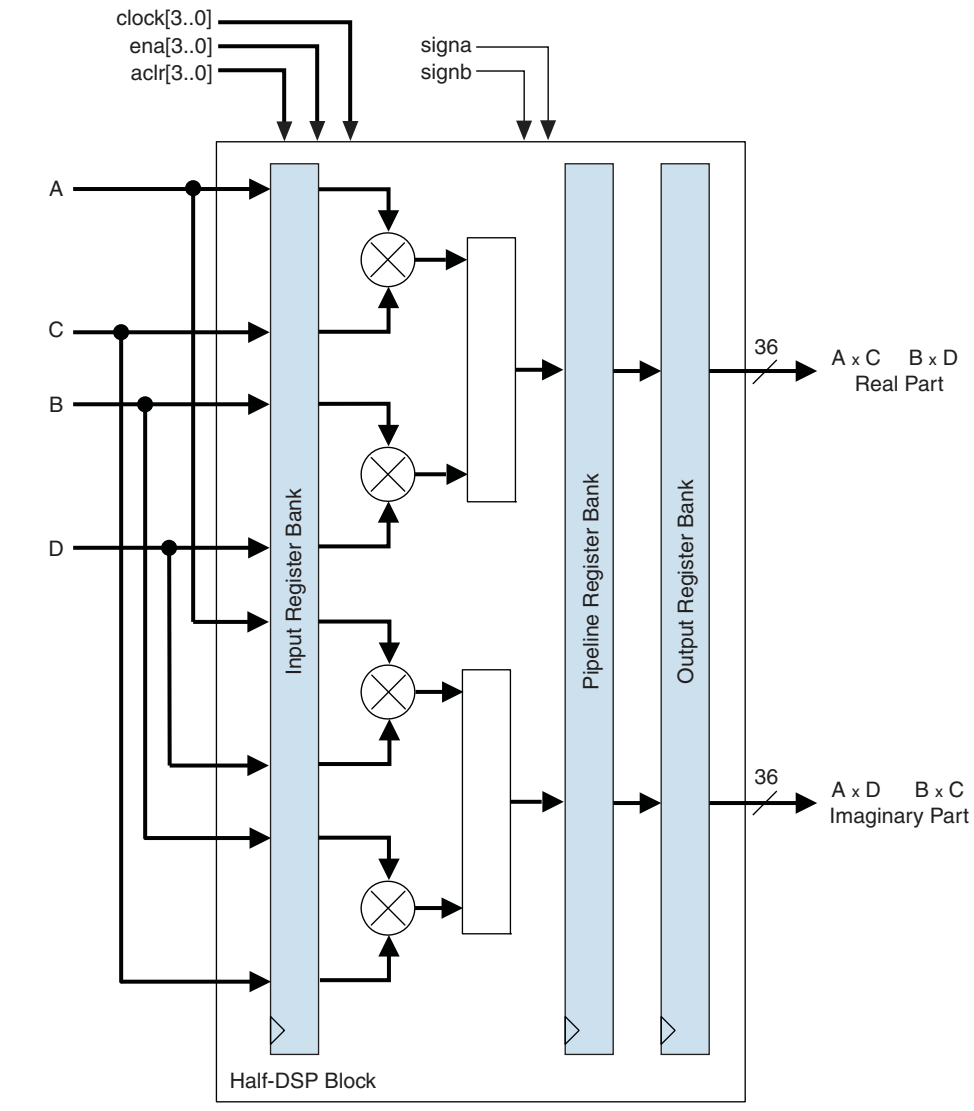 clock[3..0]
ena[3..0]
aclr[3..0]
signa
signb
A
C
B
D
Input Register Bank
Pipeline Register Bank
Output Register Bank
36
A x C B x D
Real Part
36
A x D B x C
Imaginary Part
Half-DSP Block